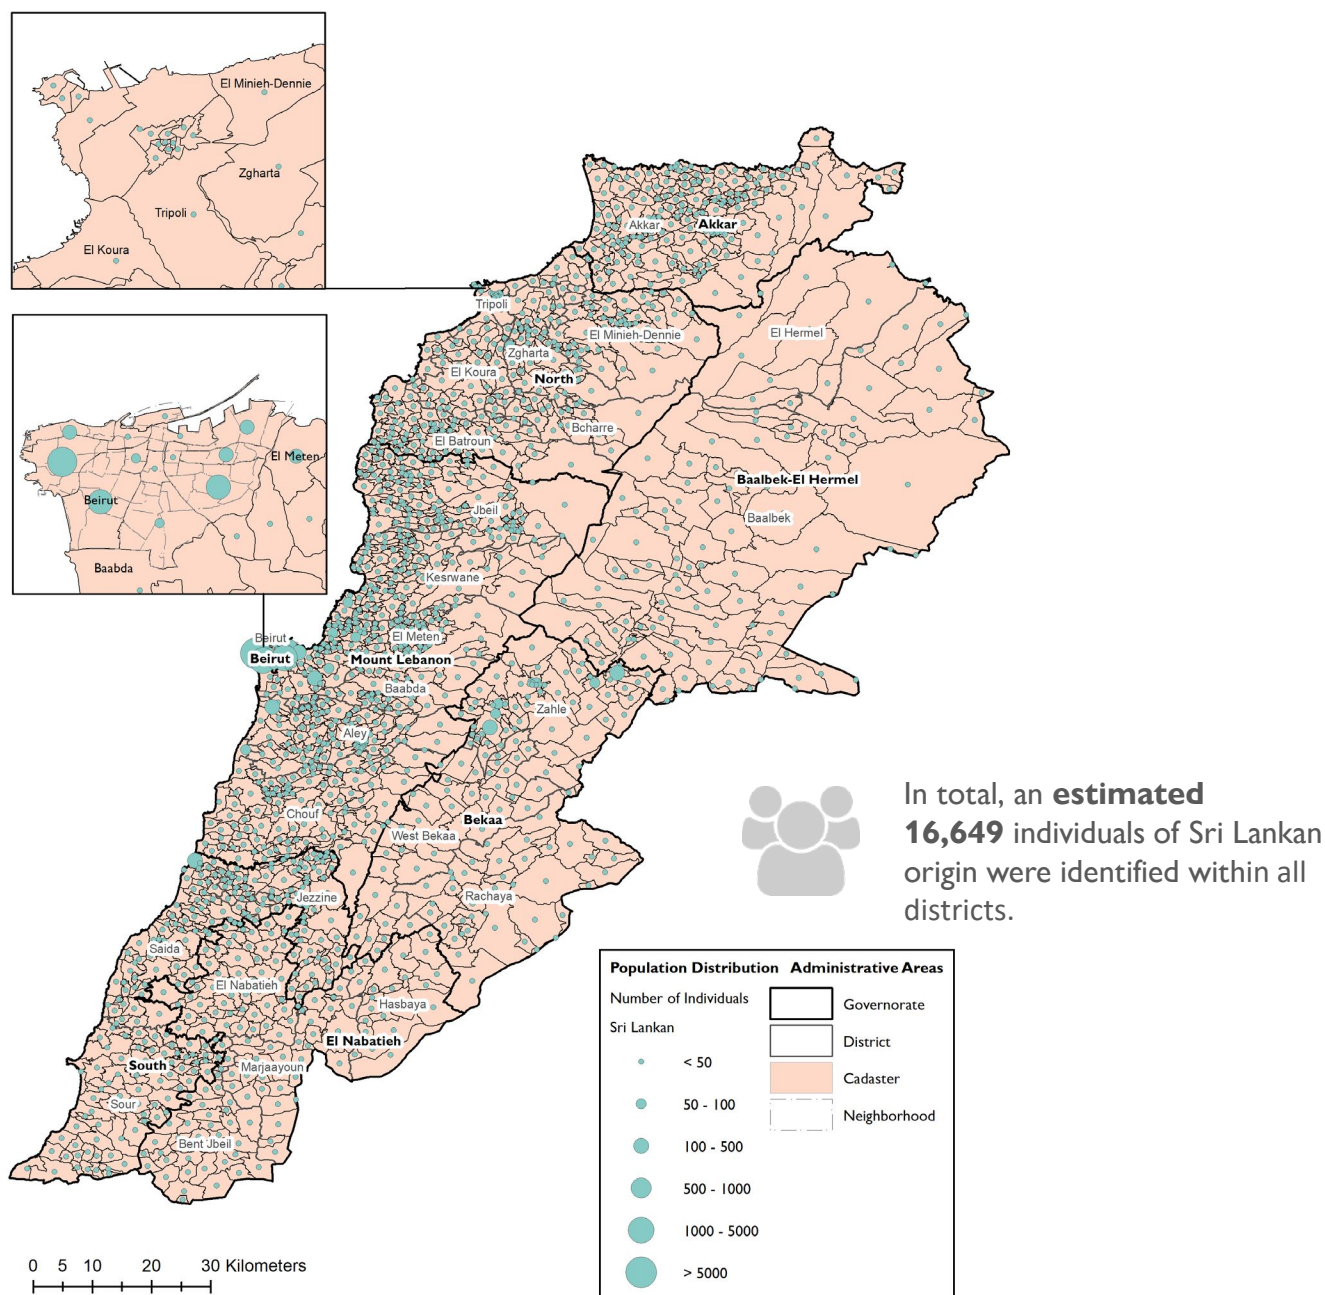 El Minieh-Dennie
Zgharta
Tripoli
El Koura
El Meten
Beirut
Baabda
Akkar
Akkar
Tripoli
El Minieh-Dennie
El Hermel
Zgharta
El Koura
North
Bcharre
El Batroun
Baalbek-El Hermel
Jbeil
Baalbek
Kesrwane
Beirut
El Meten
Beirut
Mount Lebanon
Baabda
Zahle
Aley
Chouf
Bekaa
West Bekaa
Jezzine
Rachaya
Saida
El Nabatieh
Hasbaya
El Nabatieh
South
Marjaayoun
Sour
Bent Jbeil
In total, an estimated
16,649 individuals of Sri Lankan
origin were identified within all
districts.
Population Distribution
Number of Individuals
Sri Lankan
< 50
50 - 100
100 - 500
500 - 1000
1000 - 5000
> 5000
Administrative Areas
Governorate
District
Cadaster
Neighborhood
0 5 10 20 30 Kilometers